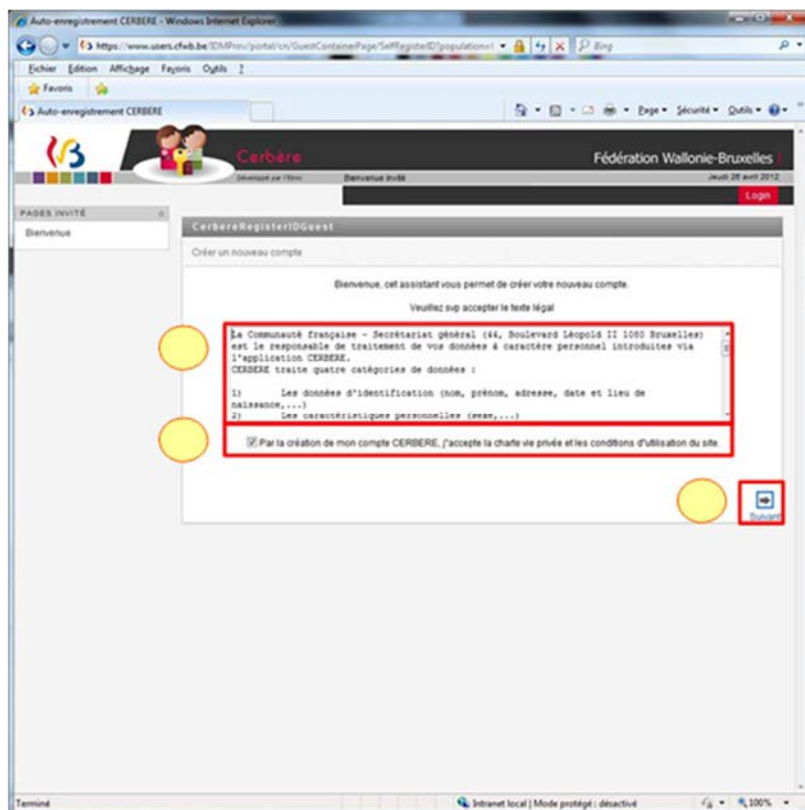 Auto-enregistrement CERBERE - Windows Internet Explorer
https://www.users.cfwb.be/IDMProv/portal/cn/GuestContainerPage/SelfRegisterID?population=i
Bing
Eichier Edition Affichage Favoris Outils ?
Favoris
Auto-enregistrement CERBERE
Page Sécurité Outils
Cerbère
Fédération Wallonie-Bruxelles
Développé par l'Etnic
Bienvenue invité
Jeudi 26 avril 2012
Login
PAGES INVITÉ
Bienvenue
CerbereRegisterIDGuest
Créer un nouveau compte
Bienvenue, cet assistant vous permet de créer votre nouveau compte.
Veuillez svp accepter le texte légal
La Communauté française - Secrétariat général (44, Boulevard Léopold II 1080 Bruxelles)
est le responsable de traitement de vos données à caractère personnel introduites via
l'application CERBERE.
CERBERE traite quatre catégories de données :
1) Les données d'identification (nom, prénom, adresse, date et lieu de
naissance,...)
2) Les caractéristiques personnelles (sexe,...)
Par la création de mon compte CERBERE, j'accepte la charte vie privée et les conditions d'utilisation du site.
Suivant
Terminé
Intranet local | Mode protégé : désactivé
100%